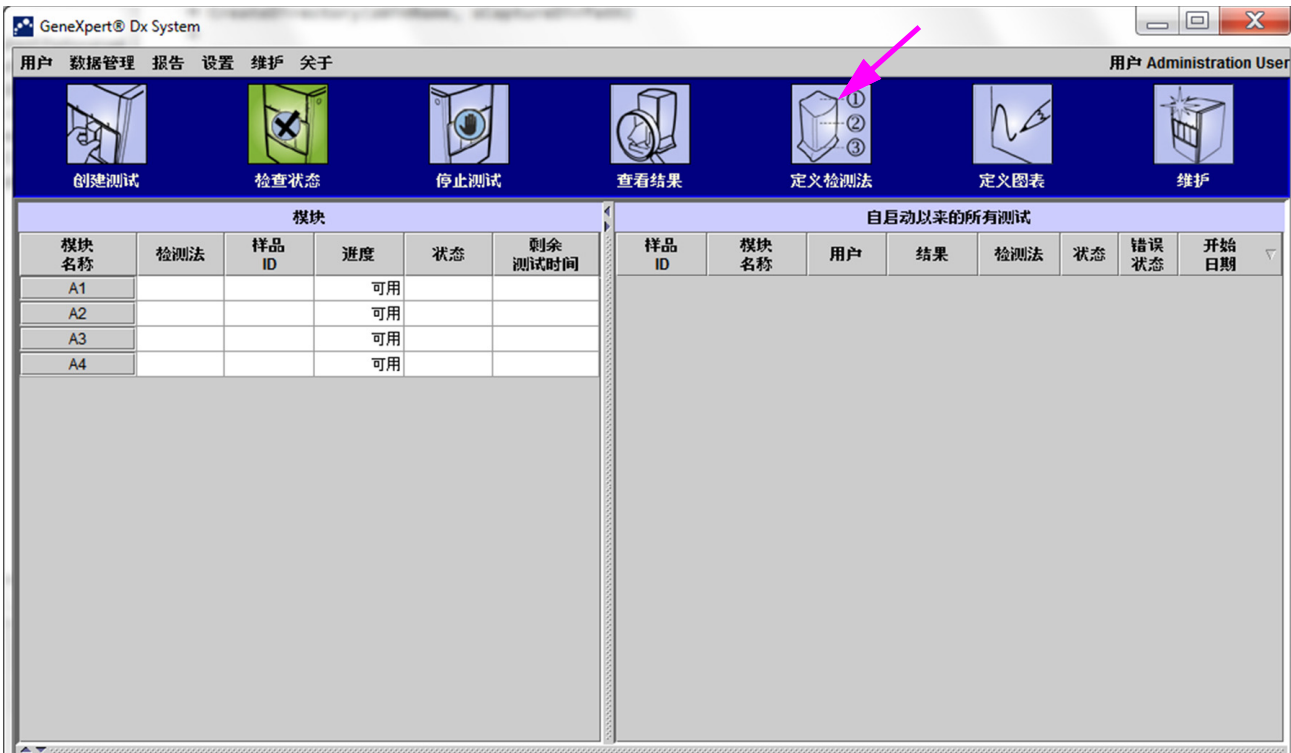 GeneXpert® Dx System
用户 数据管理 报告 设置 维护 关于
用户 Administration User
① ② ③
创建测试 检查状态 停止测试 查看结果 定义检测法 定义图表 维护
模块
模块名称 检测法 样品ID 进度 状态 剩余测试时间
A1 可用
A2 可用
A3 可用
A4 可用
自启动以来的所有测试
样品ID 模块名称 用户 结果 检测法 状态 错误状态 开始日期